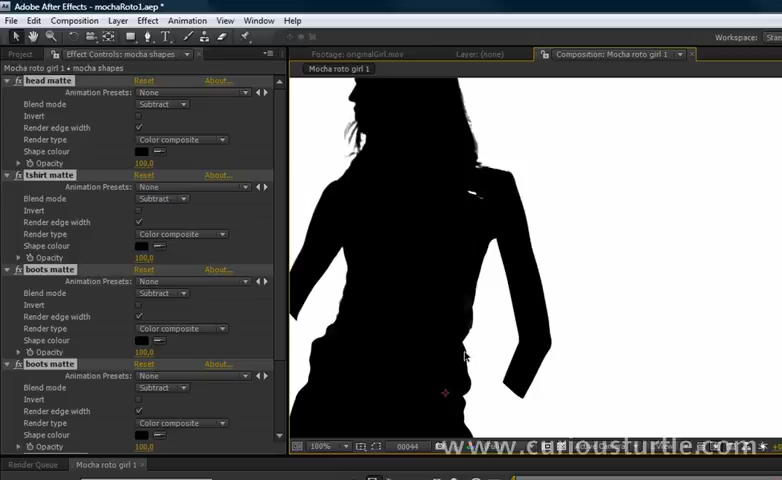 Adobe After Effects - mochaRoto1.aep *
File Edit Composition Layer Effect Animation View Window Help
Workspace: Stan
Project Effect Controls: mocha shapes Footage: originalGirl.mov Layer: (none) Composition: Mocha roto girl 1
Mocha roto girl 1 • mocha shapes Mocha roto girl 1
fx head matte Reset About...
Animation Presets: None
Blend mode Subtract
Invert
Render edge width
Render type Color composite
Shape colour
Opacity 100,0
fx tshirt matte Reset About...
Animation Presets: None
Blend mode Subtract
Invert
Render edge width
Render type Color composite
Shape colour
Opacity 100,0
fx boots matte Reset About...
Animation Presets: None
Blend mode Subtract
Invert
Render edge width
Render type Color composite
Shape colour
Opacity 100,0
fx boots matte Reset About...
Animation Presets: None
Blend mode Subtract
Invert
Render edge width
Render type Color composite
Shape colour
Opacity 100,0
100% 00044
www.curiousturtle.com
Render Queue Mocha roto girl 1